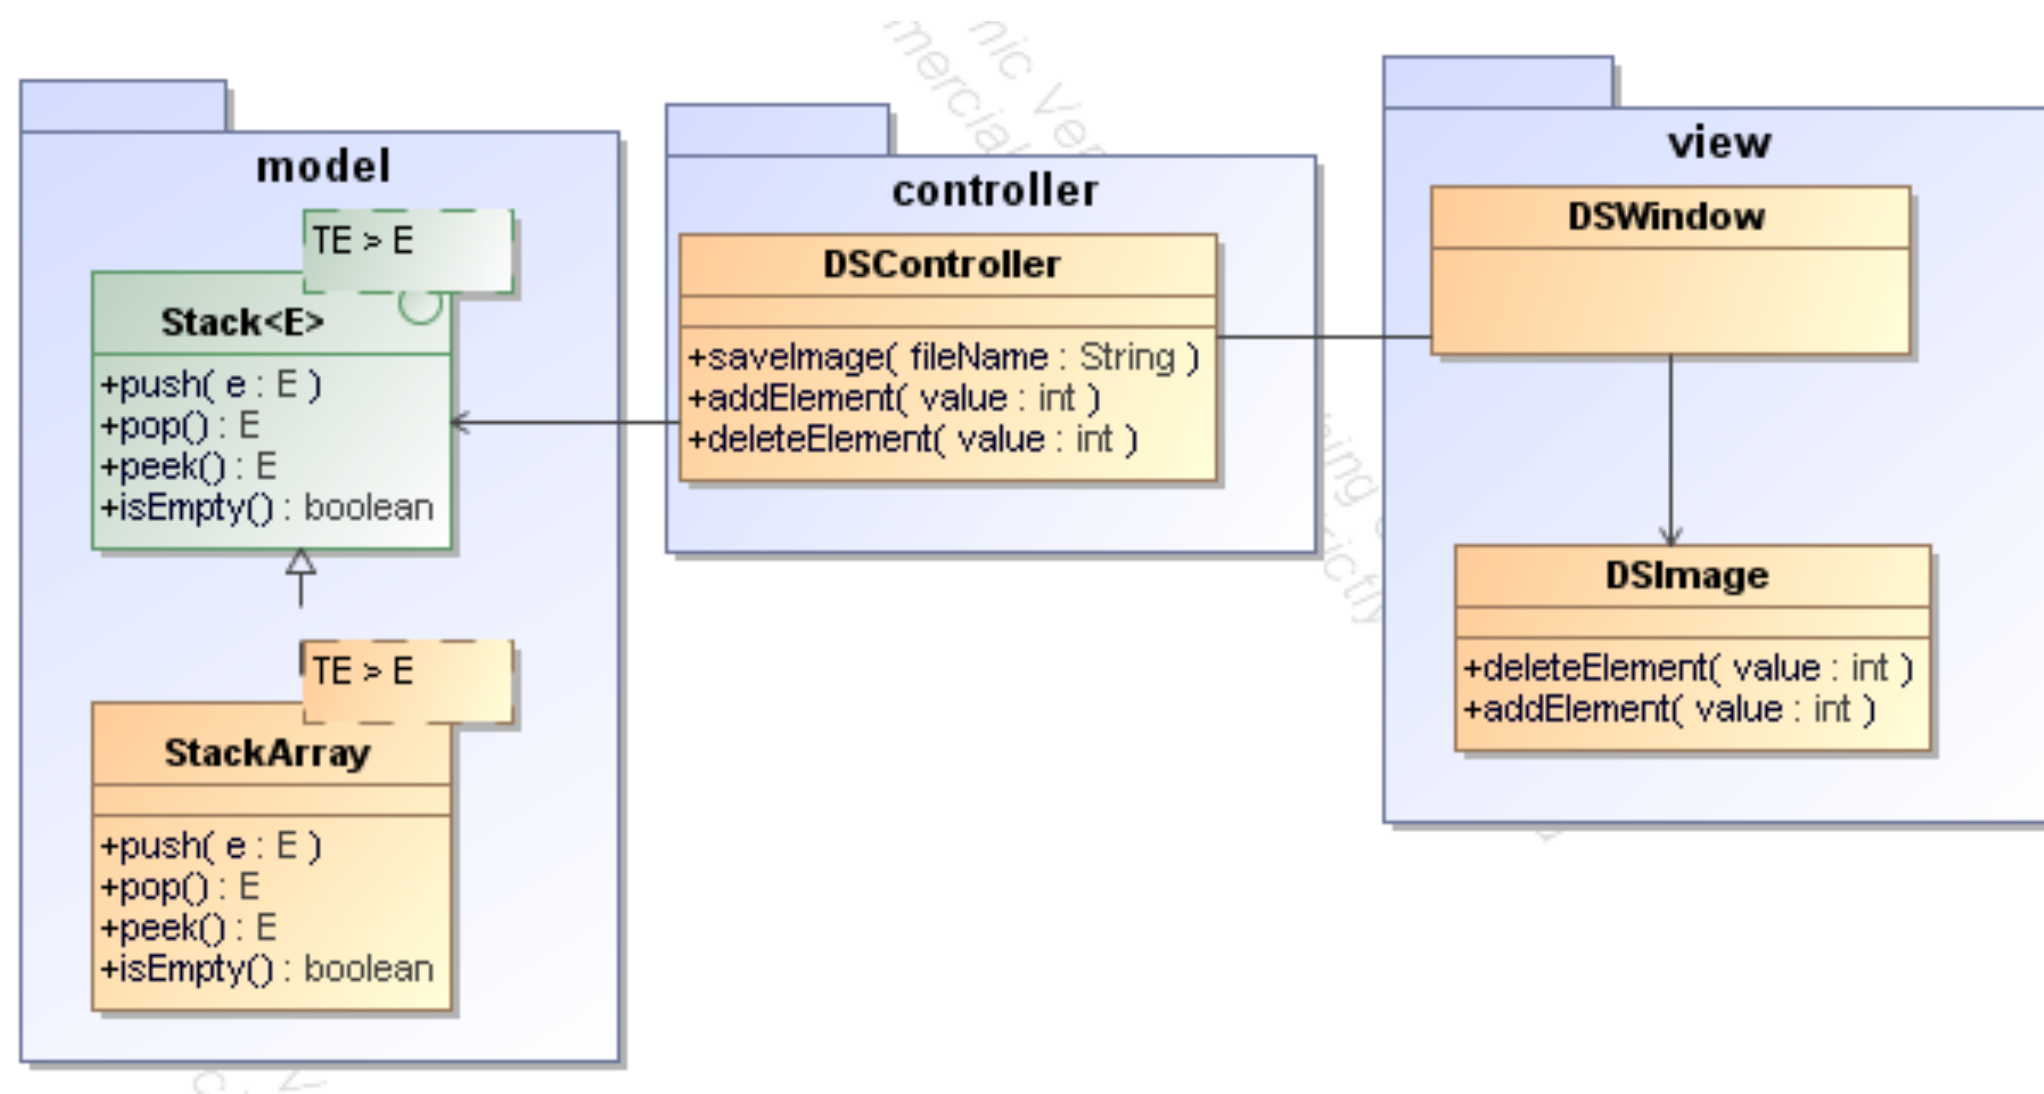 model
TE > E
Stack<E>
+push( e : E )
+pop() : E
+peek() : E
+isEmpty() : boolean
TE > E
StackArray
+push( e : E )
+pop() : E
+peek() : E
+isEmpty() : boolean
controller
DSController
+saveImage( fileName : String )
+addElement( value : int )
+deleteElement( value : int )
view
DSWindow
DSImage
+deleteElement( value : int )
+addElement( value : int )